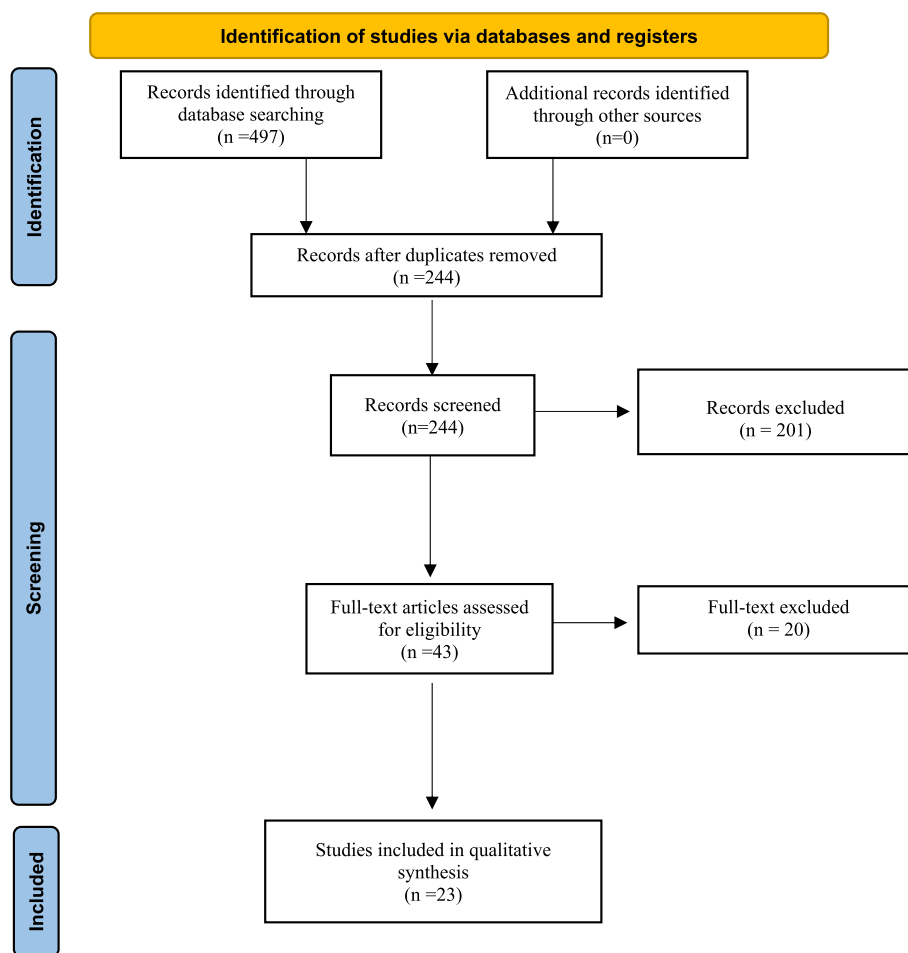 Identification of studies via databases and registers
Identification
Records identified through
database searching
(n =497)
Additional records identified
through other sources
(n=0)
Records after duplicates removed
(n =244)
Screening
Records screened
(n=244)
Records excluded
(n = 201)
Full-text articles assessed
for eligibility
(n =43)
Full-text excluded
(n = 20)
Included
Studies included in qualitative
synthesis
(n =23)